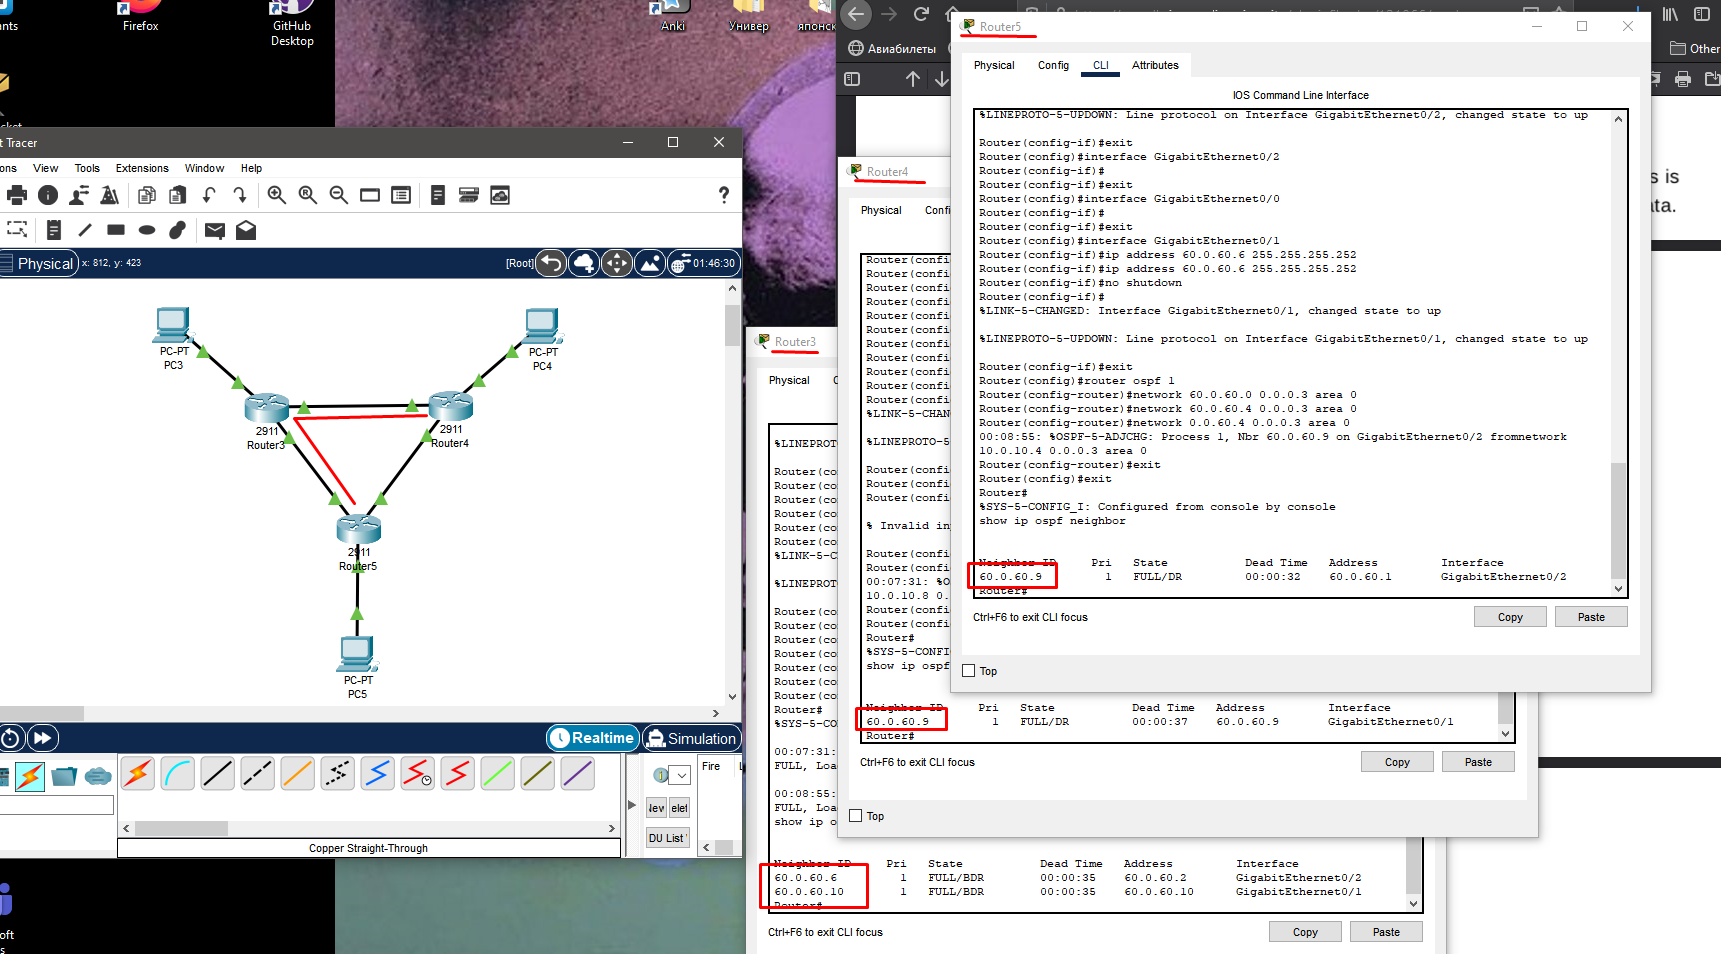 Firefox
GitHub
Desktop
Anki
Универ
японск
nts
cket
t Tracer
ons View Tools Extensions Window Help
Physical x: 812, y: 423
[Root] 01:46:30
PC-PT
PC3
PC-PT
PC4
2911
Router3
2911
Router4
2911
Router5
PC-PT
PC5
Realtime
Simulation
Fire
DU List
Copper Straight-Through
oft
s
Авиабилеты
Other
s is
ata.
Router5
Physical Config CLI Attributes
IOS Command Line Interface
%LINEPROTO-5-UPDOWN: Line protocol on Interface GigabitEthernet0/2, changed state to up
Router(config-if)#exit
Router(config)#interface GigabitEthernet0/2
Router(config-if)#
Router(config-if)#exit
Router(config)#interface GigabitEthernet0/0
Router(config-if)#
Router(config-if)#exit
Router(config)#interface GigabitEthernet0/1
Router(config-if)#ip address 60.0.60.6 255.255.255.252
Router(config-if)#ip address 60.0.60.6 255.255.255.252
Router(config-if)#no shutdown
Router(config-if)#
%LINK-5-CHANGED: Interface GigabitEthernet0/1, changed state to up
%LINEPROTO-5-UPDOWN: Line protocol on Interface GigabitEthernet0/1, changed state to up
Router(config-if)#exit
Router(config)#router ospf 1
Router(config-router)#network 60.0.60.0 0.0.0.3 area 0
Router(config-router)#network 60.0.60.4 0.0.0.3 area 0
Router(config-router)#network 0.0.60.4 0.0.0.3 area 0
00:08:55: %OSPF-5-ADJCHG: Process 1, Nbr 60.0.60.9 on GigabitEthernet0/2 fromnetwork
10.0.10.4 0.0.0.3 area 0
Router(config-router)#exit
Router(config)#exit
Router#
%SYS-5-CONFIG_I: Configured from console by console
show ip ospf neighbor
Neighbor ID Pri State Dead Time Address Interface
60.0.60.9 1 FULL/DR 00:00:32 60.0.60.1 GigabitEthernet0/2
Router#
Ctrl+F6 to exit CLI focus
Copy Paste
Top
Router4
Physical Confi
Router(confi
Router(confi
Router(confi
Router(confi
Router(confi
Router(confi
Router(confi
Router(confi
Router(confi
Router(confi
Router(confi
%LINK-5-CHAN
%LINEPROTO-5
Router(confi
Router(confi
Router(confi
% Invalid in
Router(confi
Router(confi
00:07:31: %O
10.0.10.8 0.
Router(confi
Router(confi
Router#
%SYS-5-CONFI
show ip ospf
Neighbor ID Pri State Dead Time Address Interface
60.0.60.9 1 FULL/DR 00:00:37 60.0.60.9 GigabitEthernet0/1
Router#
Ctrl+F6 to exit CLI focus
Copy Paste
Top
Router3
Physical C
%LINEPROT
Router(co
Router(co
Router(co
Router(co
Router(co
Router(co
%LINK-5-C
%LINEPROT
Router(co
Router(co
Router(co
Router(co
Router(co
Router(co
Router(co
Router#
%SYS-5-CO
00:07:31:
FULL, Loa
00:08:55:
FULL, Loa
show ip o
Neighbor ID Pri State Dead Time Address Interface
60.0.60.6 1 FULL/BDR 00:00:35 60.0.60.2 GigabitEthernet0/2
60.0.60.10 1 FULL/BDR 00:00:35 60.0.60.10 GigabitEthernet0/1
Router#
Ctrl+F6 to exit CLI focus
Copy Paste